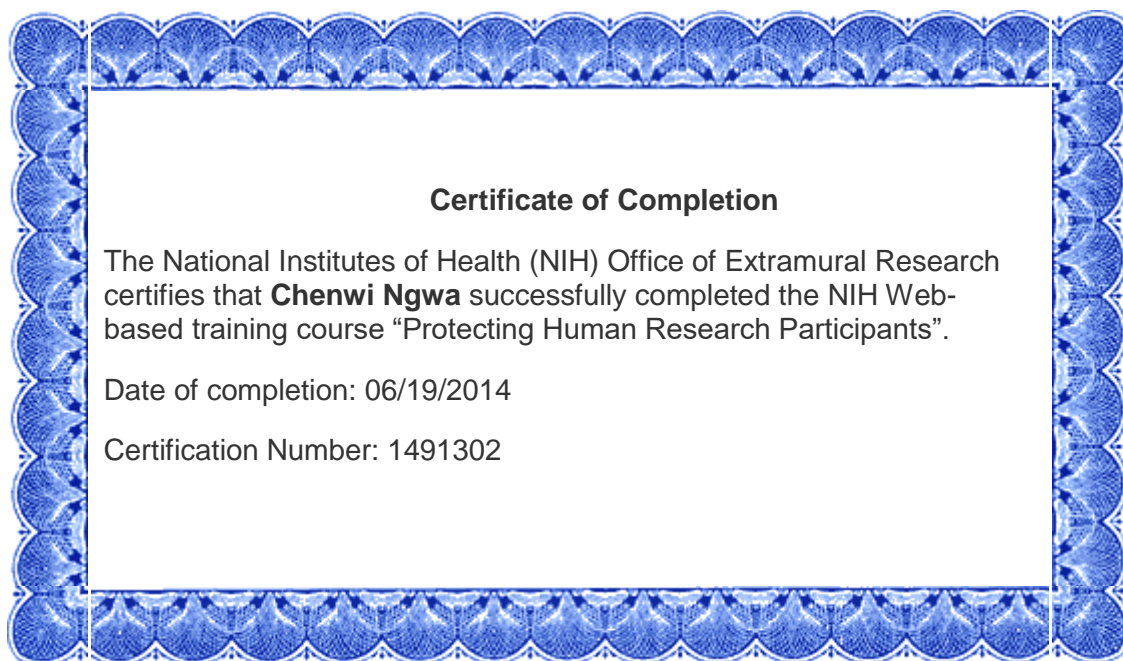 Certificate of Completion
The National Institutes of Health (NIH) Office of Extramural Research
certifies that Chenwi Ngwa successfully completed the NIH Web-
based training course “Protecting Human Research Participants”.
Date of completion: 06/19/2014
Certification Number: 1491302